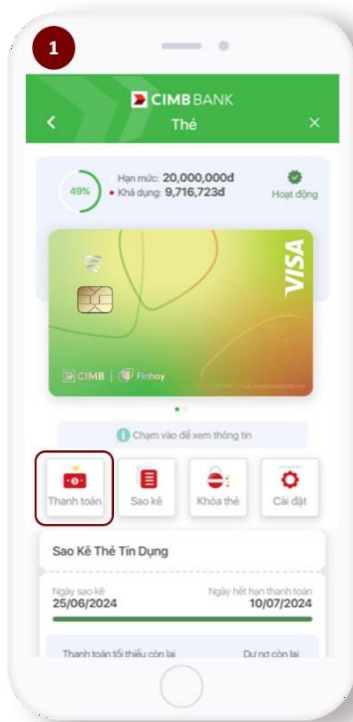 1
CIMB BANK
Thẻ
49%
Hạn mức: 20,000,000đ
Khả dụng: 9,716,723đ
Hoạt động
VISA
CIMB | Finhay
Chạm vào để xem thông tin
Thanh toán
Sao kê
Khóa thẻ
Cài đặt
Sao Kê Thẻ Tín Dụng
Ngày sao kê
Ngày hết hạn thanh toán
25/06/2024
10/07/2024
Thanh toán tối thiểu còn lại
Dư nợ còn lại